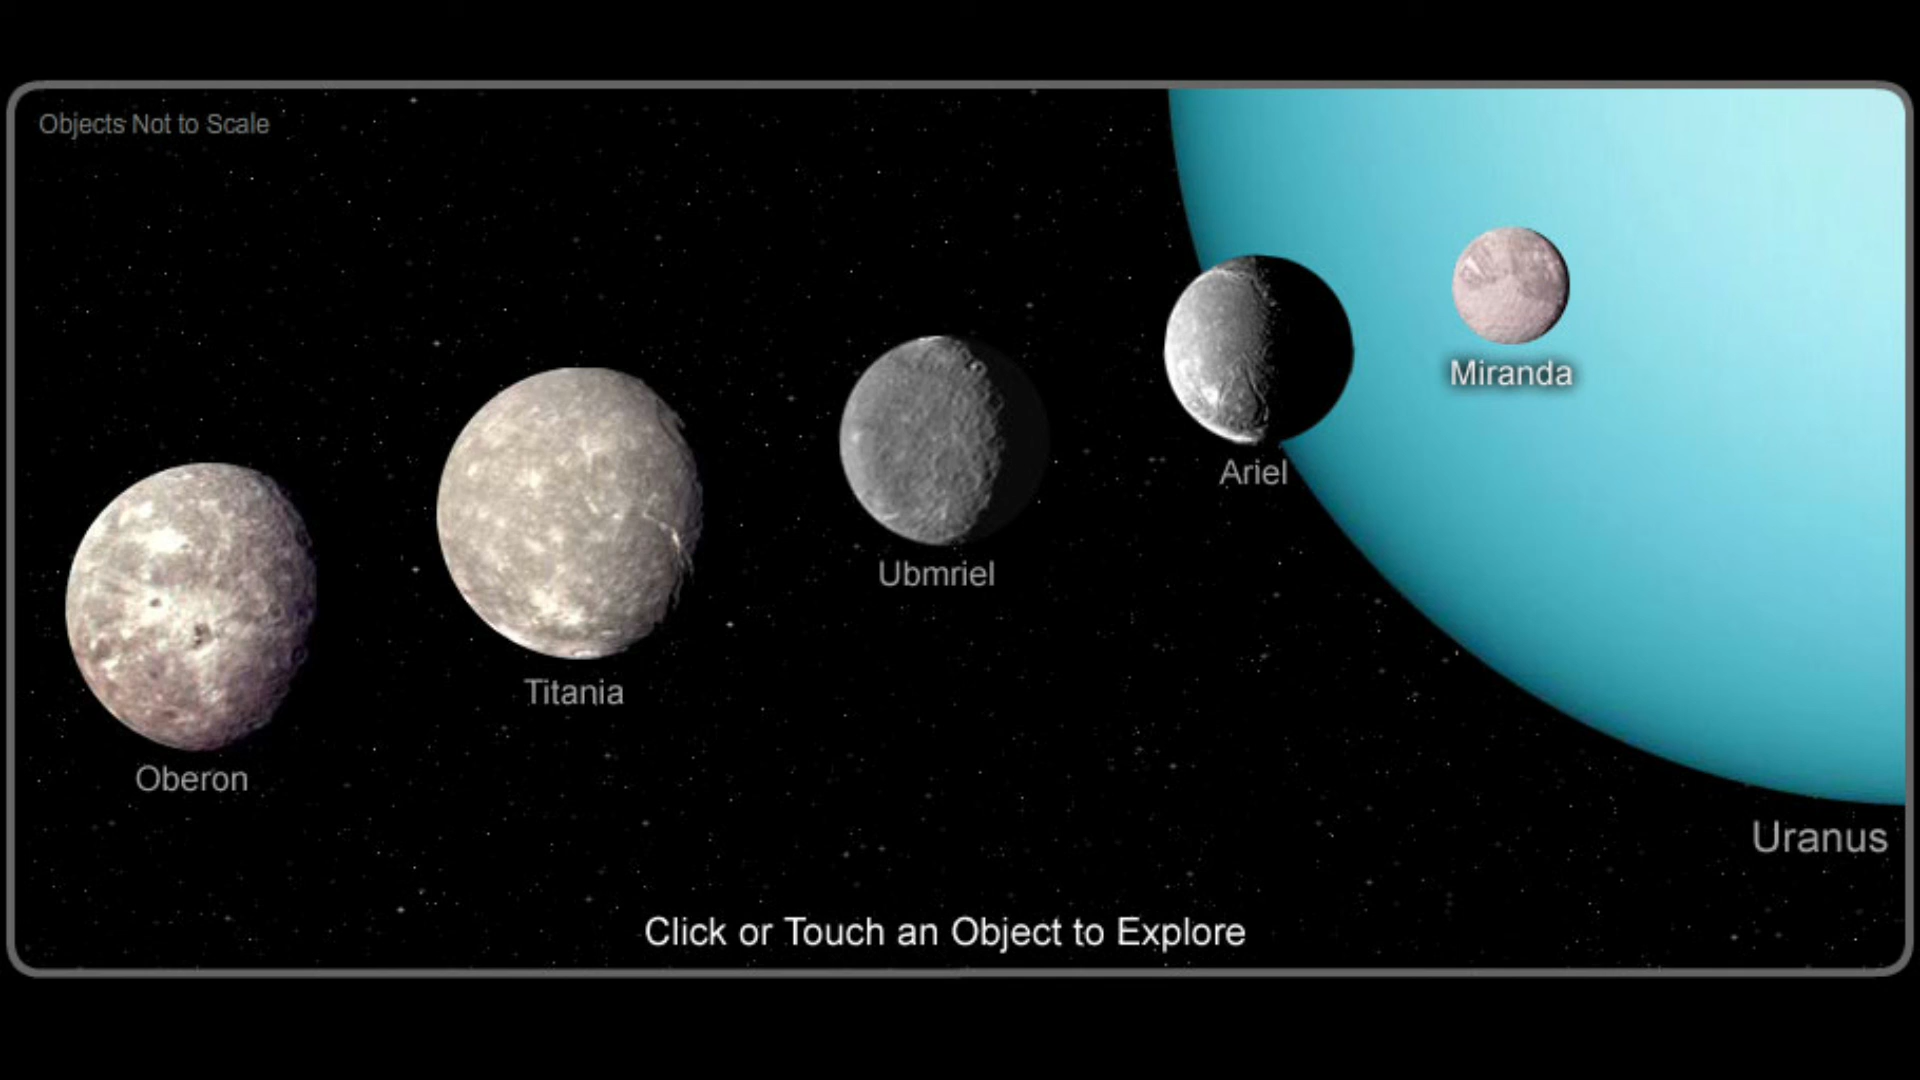 Objects Not to Scale
Miranda
Ariel
Ubmriel
Titania
Oberon
Uranus
Click or Touch an Object to Explore